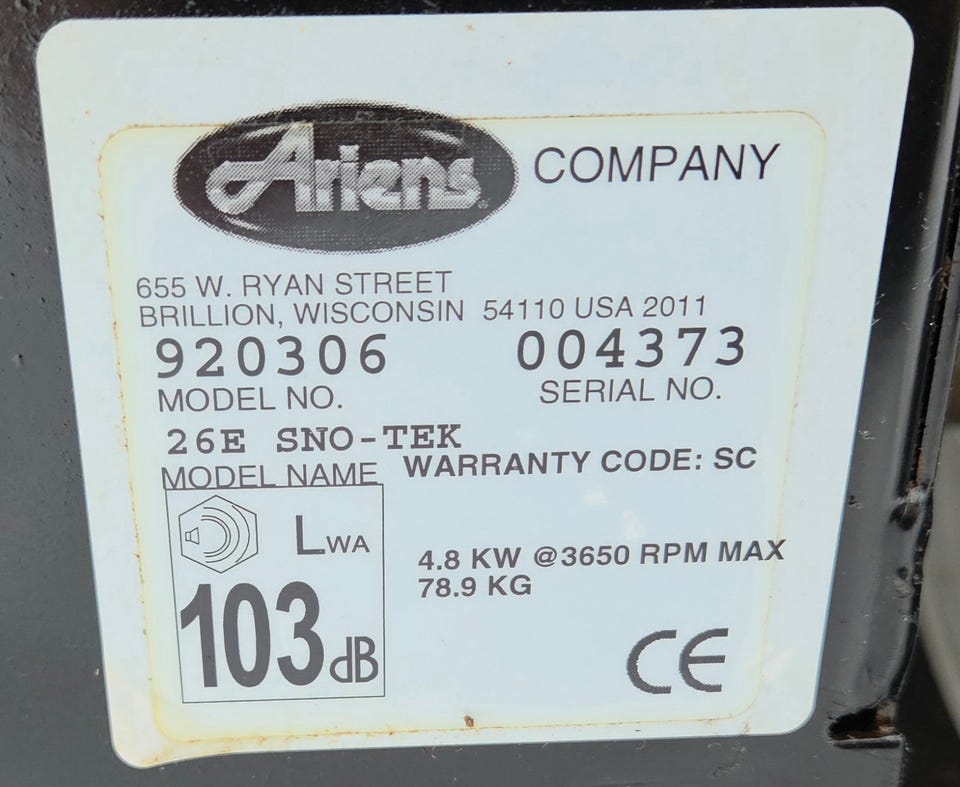 Ariens COMPANY
655 W. RYAN STREET
BRILLION, WISCONSIN 54110 USA 2011
920306 004373
MODEL NO. SERIAL NO.
26E SNO-TEK
MODEL NAME WARRANTY CODE: SC
LWA
4.8 KW @3650 RPM MAX
78.9 KG
103dB
CE